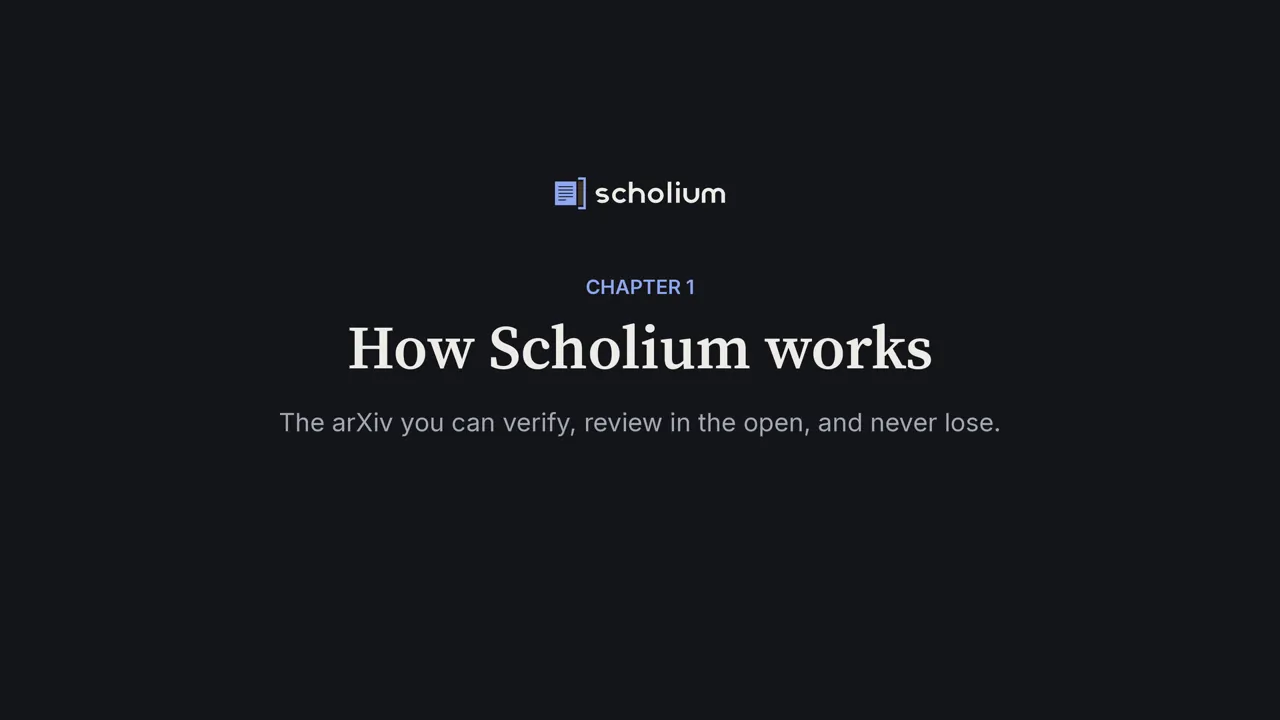 scholium
CHAPTER 1
How Scholium works
The arXiv you can verify, review in the open, and never lose.